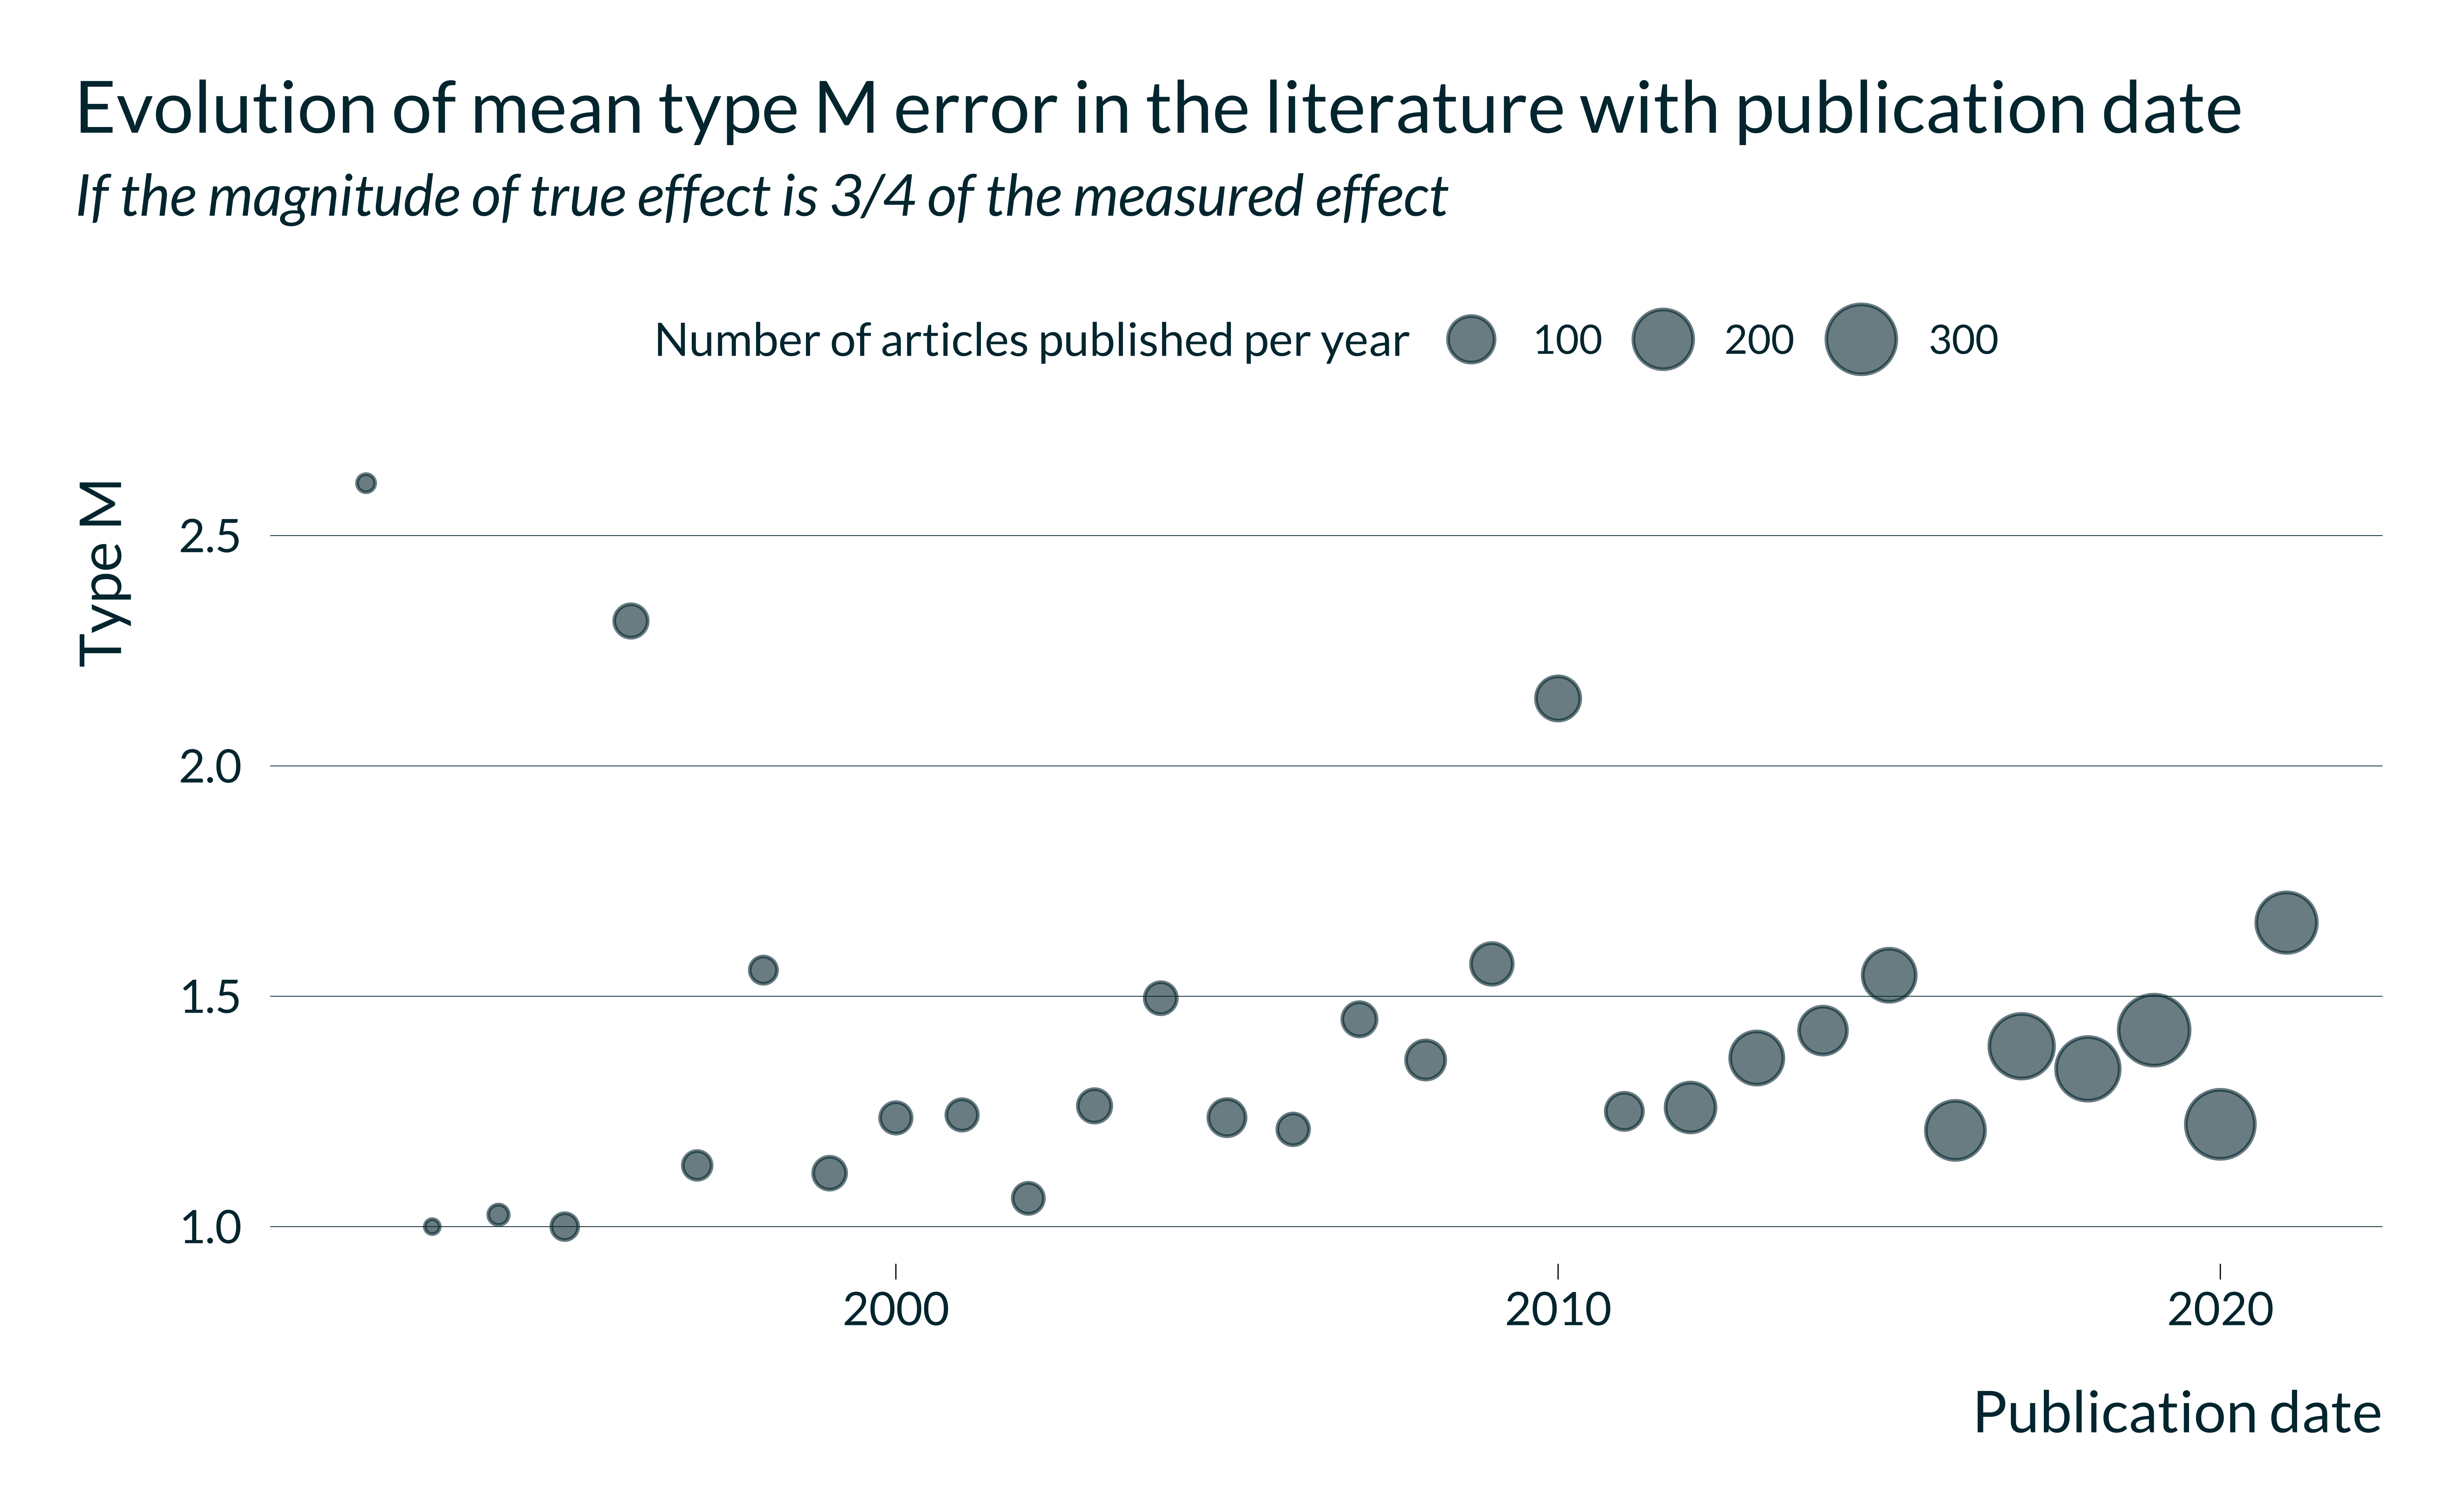 Evolution of mean type M error in the literature with publication date
If the magnitude of true effect is 3/4 of the measured effect
Number of articles published per year 100 200 300
Type M
2.5
2.0
1.5
1.0
2000 2010 2020
Publication date